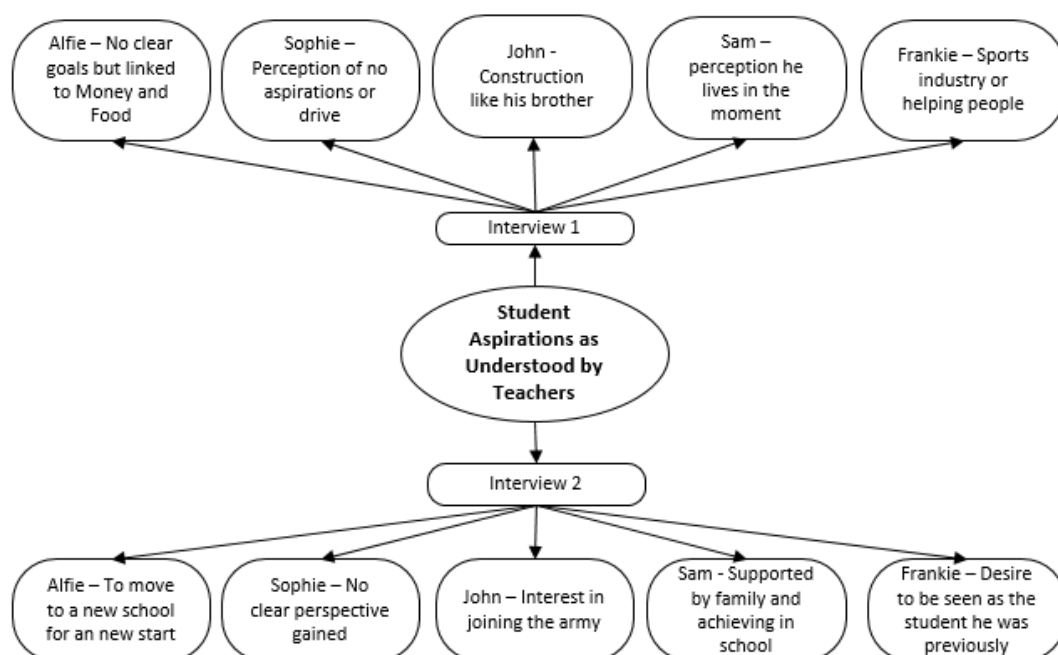 Alfie – No clear
goals but linked
to Money and
Food
Sophie –
Perception of no
aspirations or
drive
John -
Construction
like his brother
Sam –
perception he
lives in the
moment
Frankie – Sports
industry or
helping people
Interview 1
Student
Aspirations as
Understood by
Teachers
Interview 2
Alfie – To move
to a new school
for an new start
Sophie – No
clear perspective
gained
John – Interest in
joining the army
Sam - Supported
by family and
achieving in
school
Frankie – Desire
to be seen as the
student he was
previously